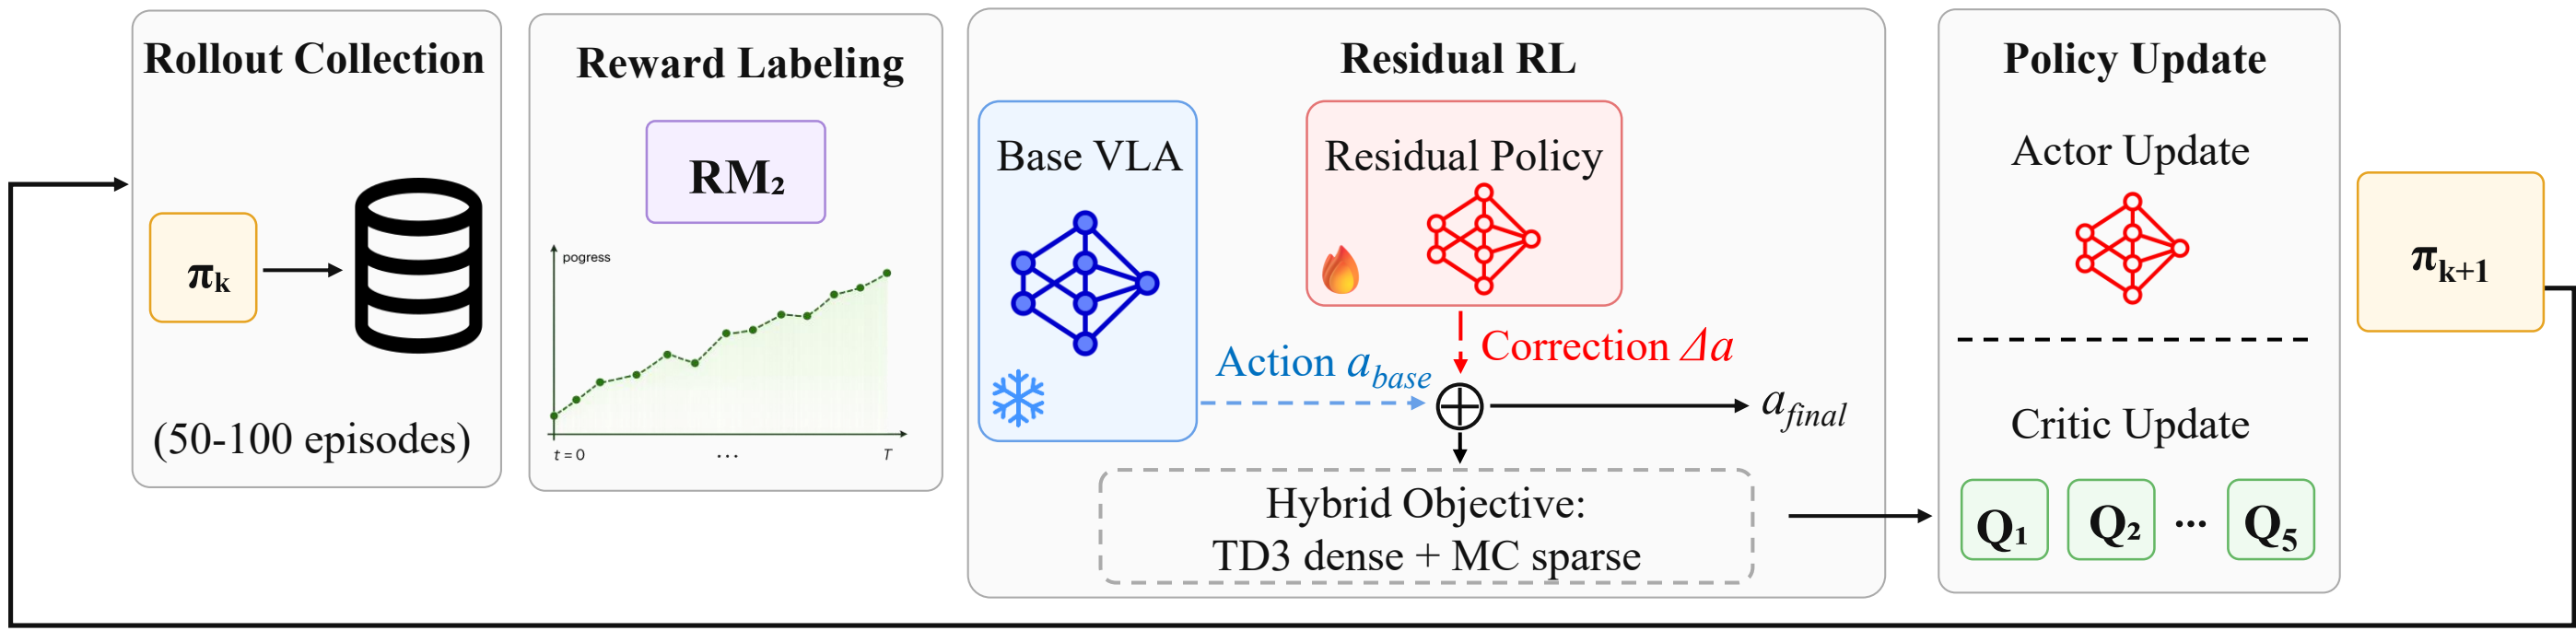 Rollout Collection
πk
(50-100 episodes)
Reward Labeling
RM₂
pogress
t = 0
...
T
Residual RL
Base VLA
Residual Policy
Action abase
Correction Δa
afinal
Hybrid Objective:
TD3 dense + MC sparse
Policy Update
Actor Update
Critic Update
Q₁ Q₂ ... Q₅
πk+1